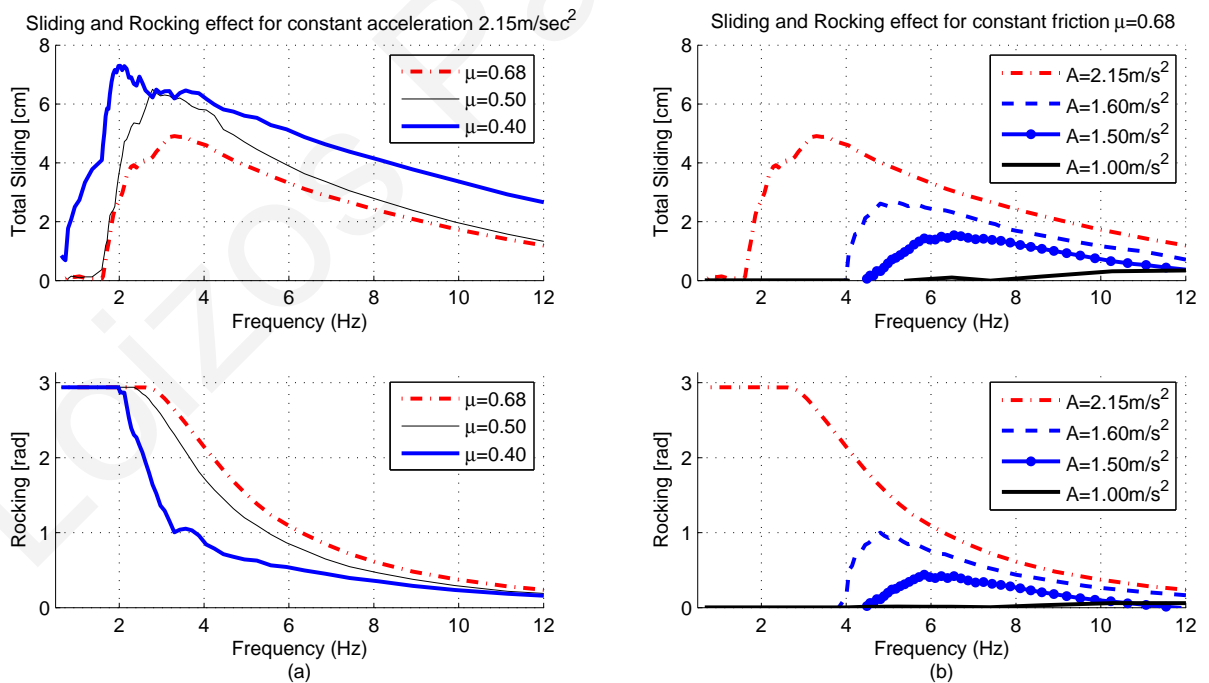 Sliding and Rocking effect for constant acceleration 2.15m/sec²
8
6
4
2
0
Total Sliding [cm]
μ=0.68
μ=0.50
μ=0.40
2 4 6 8 10 12
Frequency (Hz)
3
2
1
0
Rocking [rad]
μ=0.68
μ=0.50
μ=0.40
2 4 6 8 10 12
Frequency (Hz)
(a)
Sliding and Rocking effect for constant friction μ=0.68
8
6
4
2
0
Total Sliding [cm]
A=2.15m/s²
A=1.60m/s²
A=1.50m/s²
A=1.00m/s²
2 4 6 8 10 12
Frequency (Hz)
3
2
1
0
Rocking [rad]
A=2.15m/s²
A=1.60m/s²
A=1.50m/s²
A=1.00m/s²
2 4 6 8 10 12
Frequency (Hz)
(b)
Loizos P